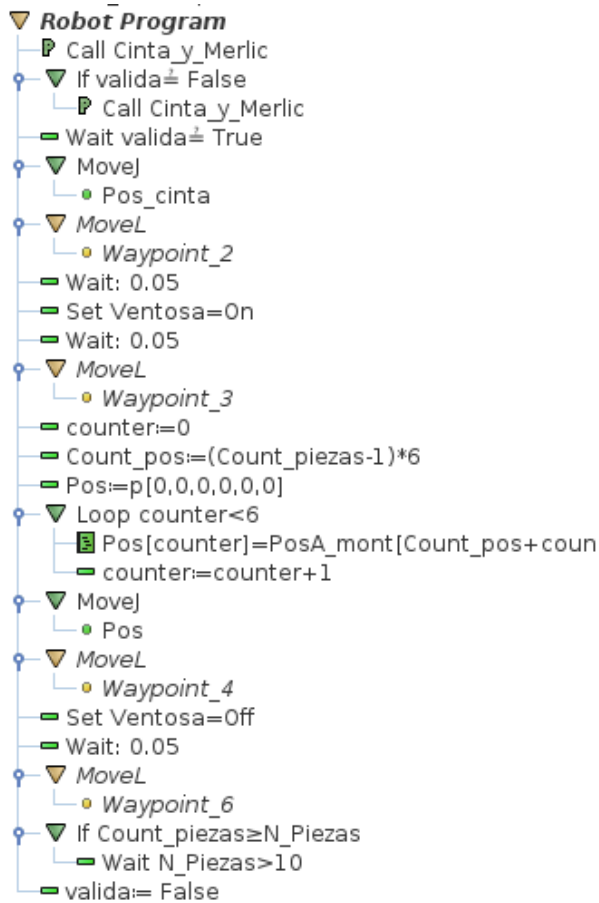 Robot Program
Call Cinta_y_Merlic
If valida≟ False
Call Cinta_y_Merlic
Wait valida≟ True
MoveJ
Pos_cinta
MoveL
Waypoint_2
Wait: 0.05
Set Ventosa=On
Wait: 0.05
MoveL
Waypoint_3
counter≔0
Count_pos≔(Count_piezas-1)*6
Pos≔p[0,0,0,0,0,0]
Loop counter<6
Pos[counter]=PosA_mont[Count_pos+coun
counter≔counter+1
MoveJ
Pos
MoveL
Waypoint_4
Set Ventosa=Off
Wait: 0.05
MoveL
Waypoint_6
If Count_piezas≥N_Piezas
Wait N_Piezas>10
valida≔ False